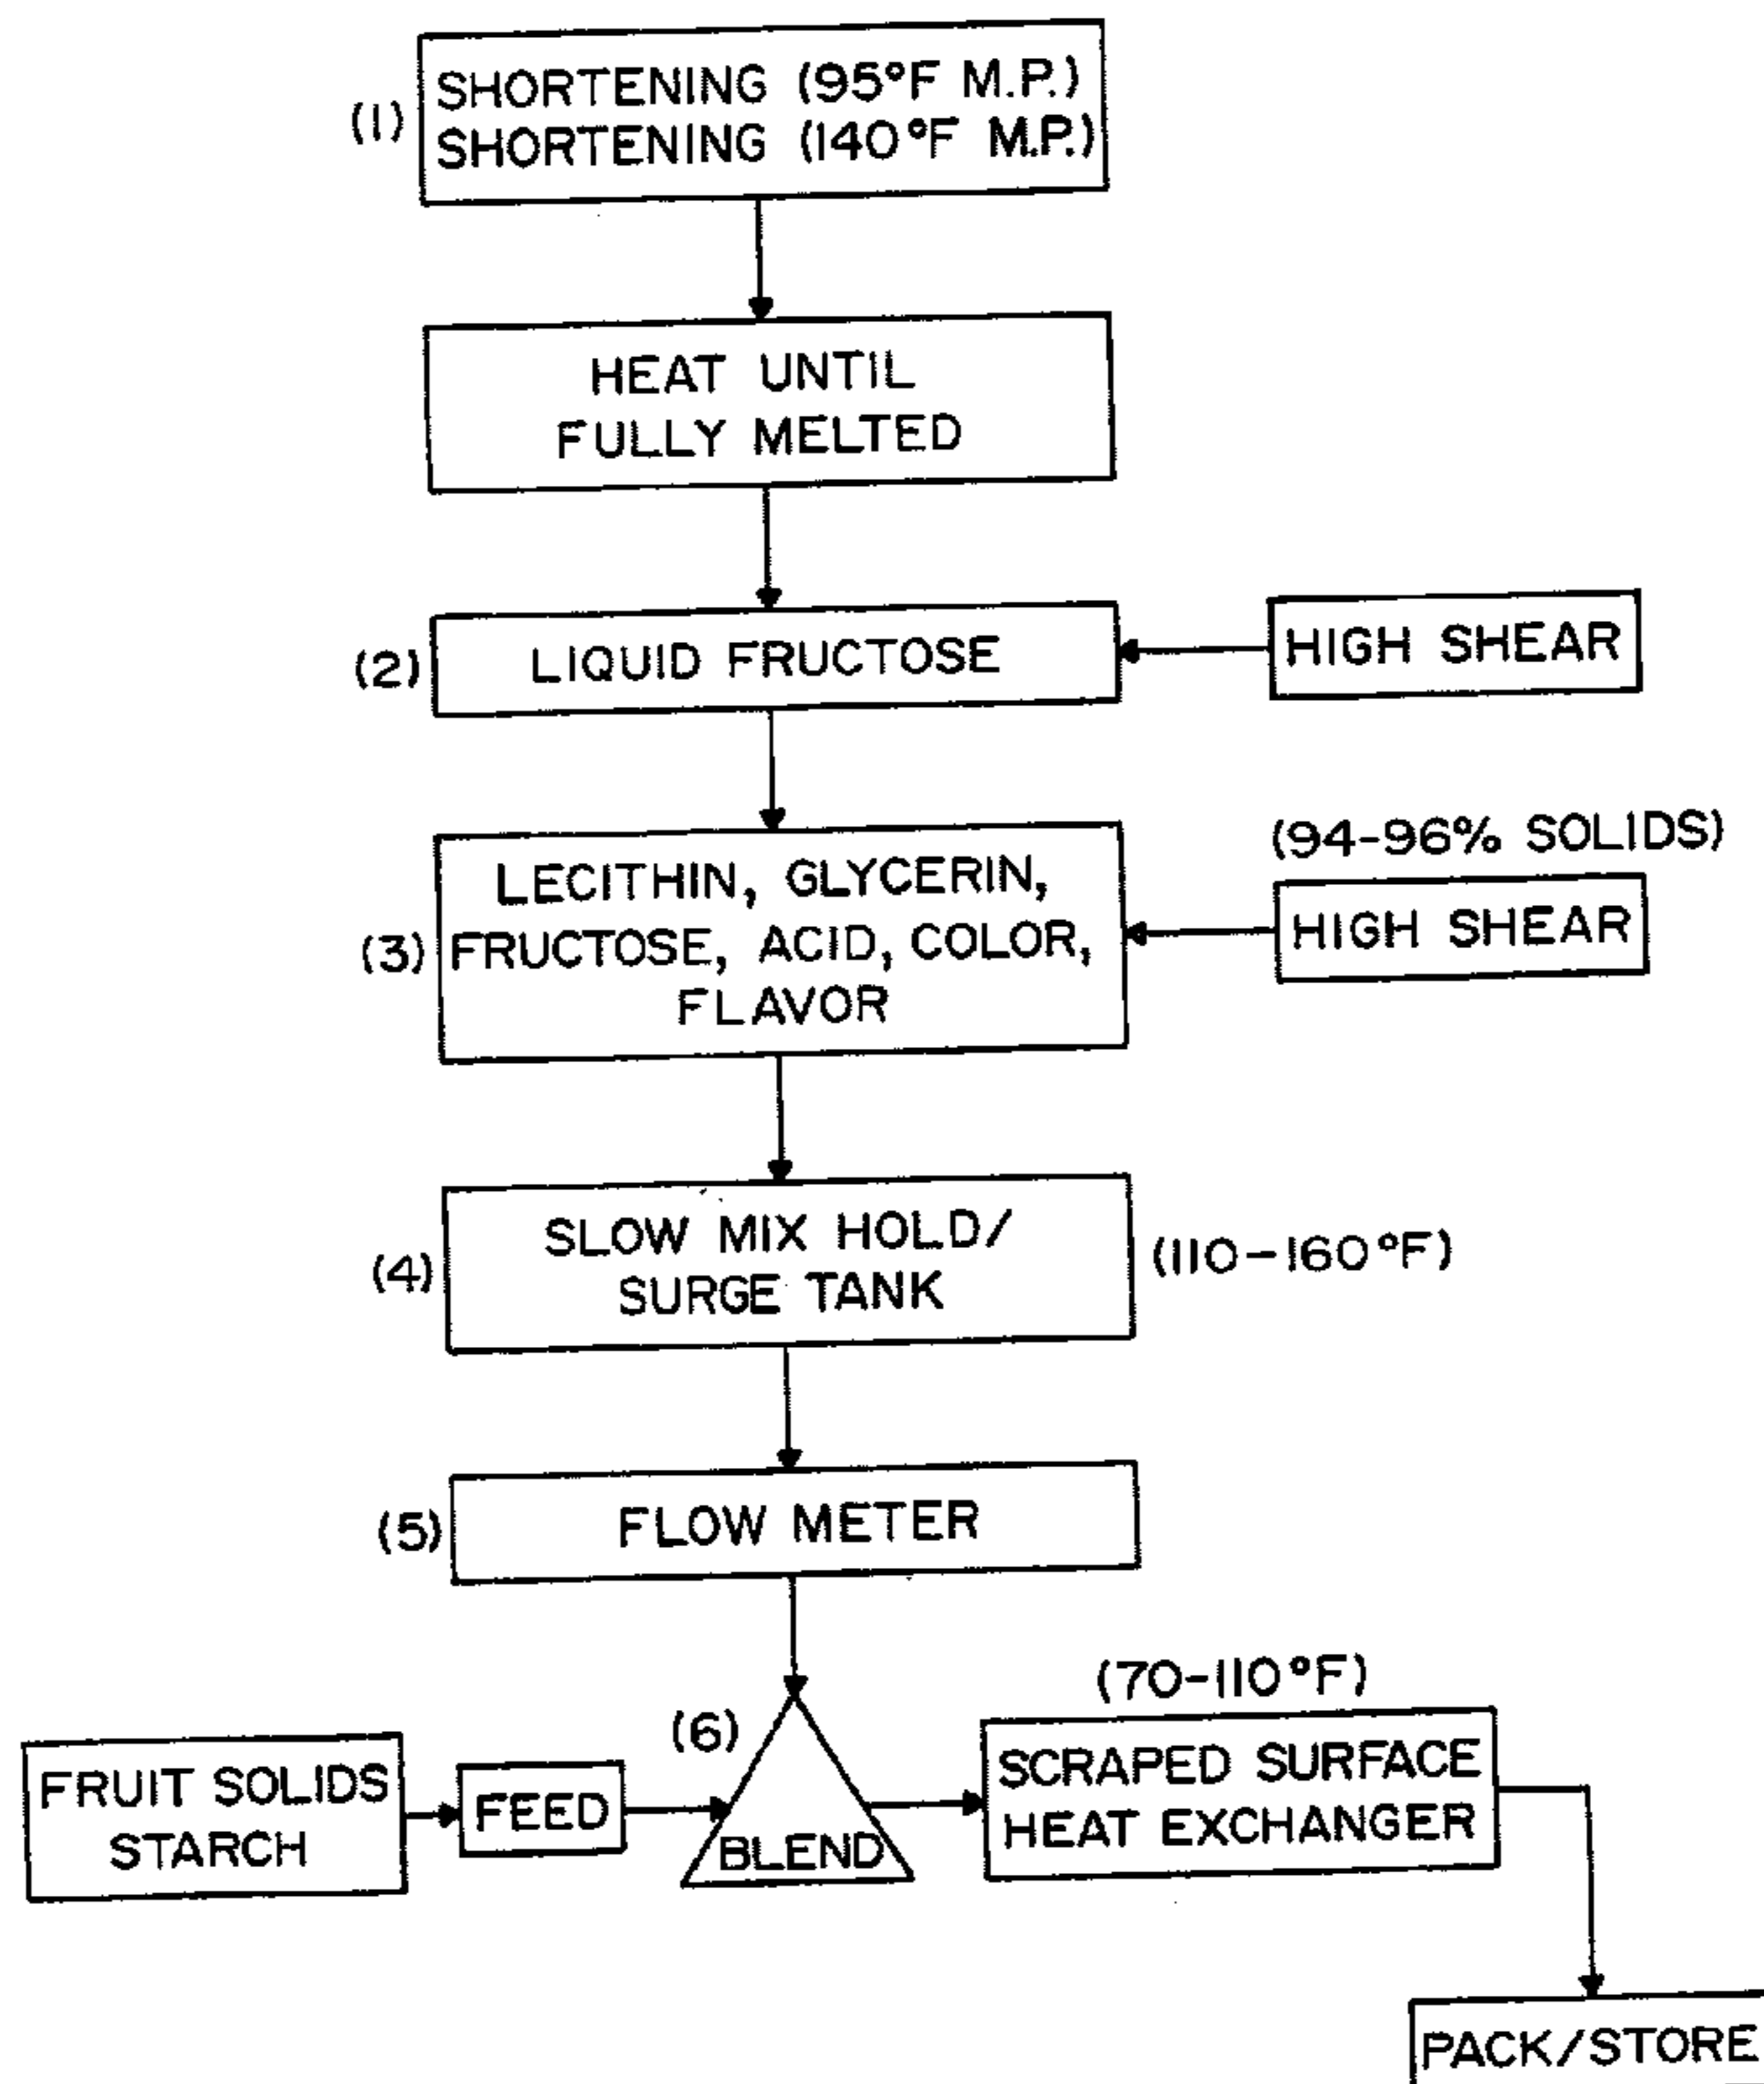 (1)
SHORTENING (95°F M.P.)
SHORTENING (140°F M.P.)
HEAT UNTIL
FULLY MELTED
(2)
LIQUID FRUCTOSE
HIGH SHEAR
(94-96% SOLIDS)
LECITHIN, GLYCERIN,
(3)
FRUCTOSE, ACID, COLOR,
FLAVOR
HIGH SHEAR
(4)
SLOW MIX HOLD/
SURGE TANK
(110-160°F)
(5)
FLOW METER
(6)
(70-110°F)
FRUIT SOLIDS
STARCH
FEED
BLEND
SCRAPED SURFACE
HEAT EXCHANGER
PACK/STORE